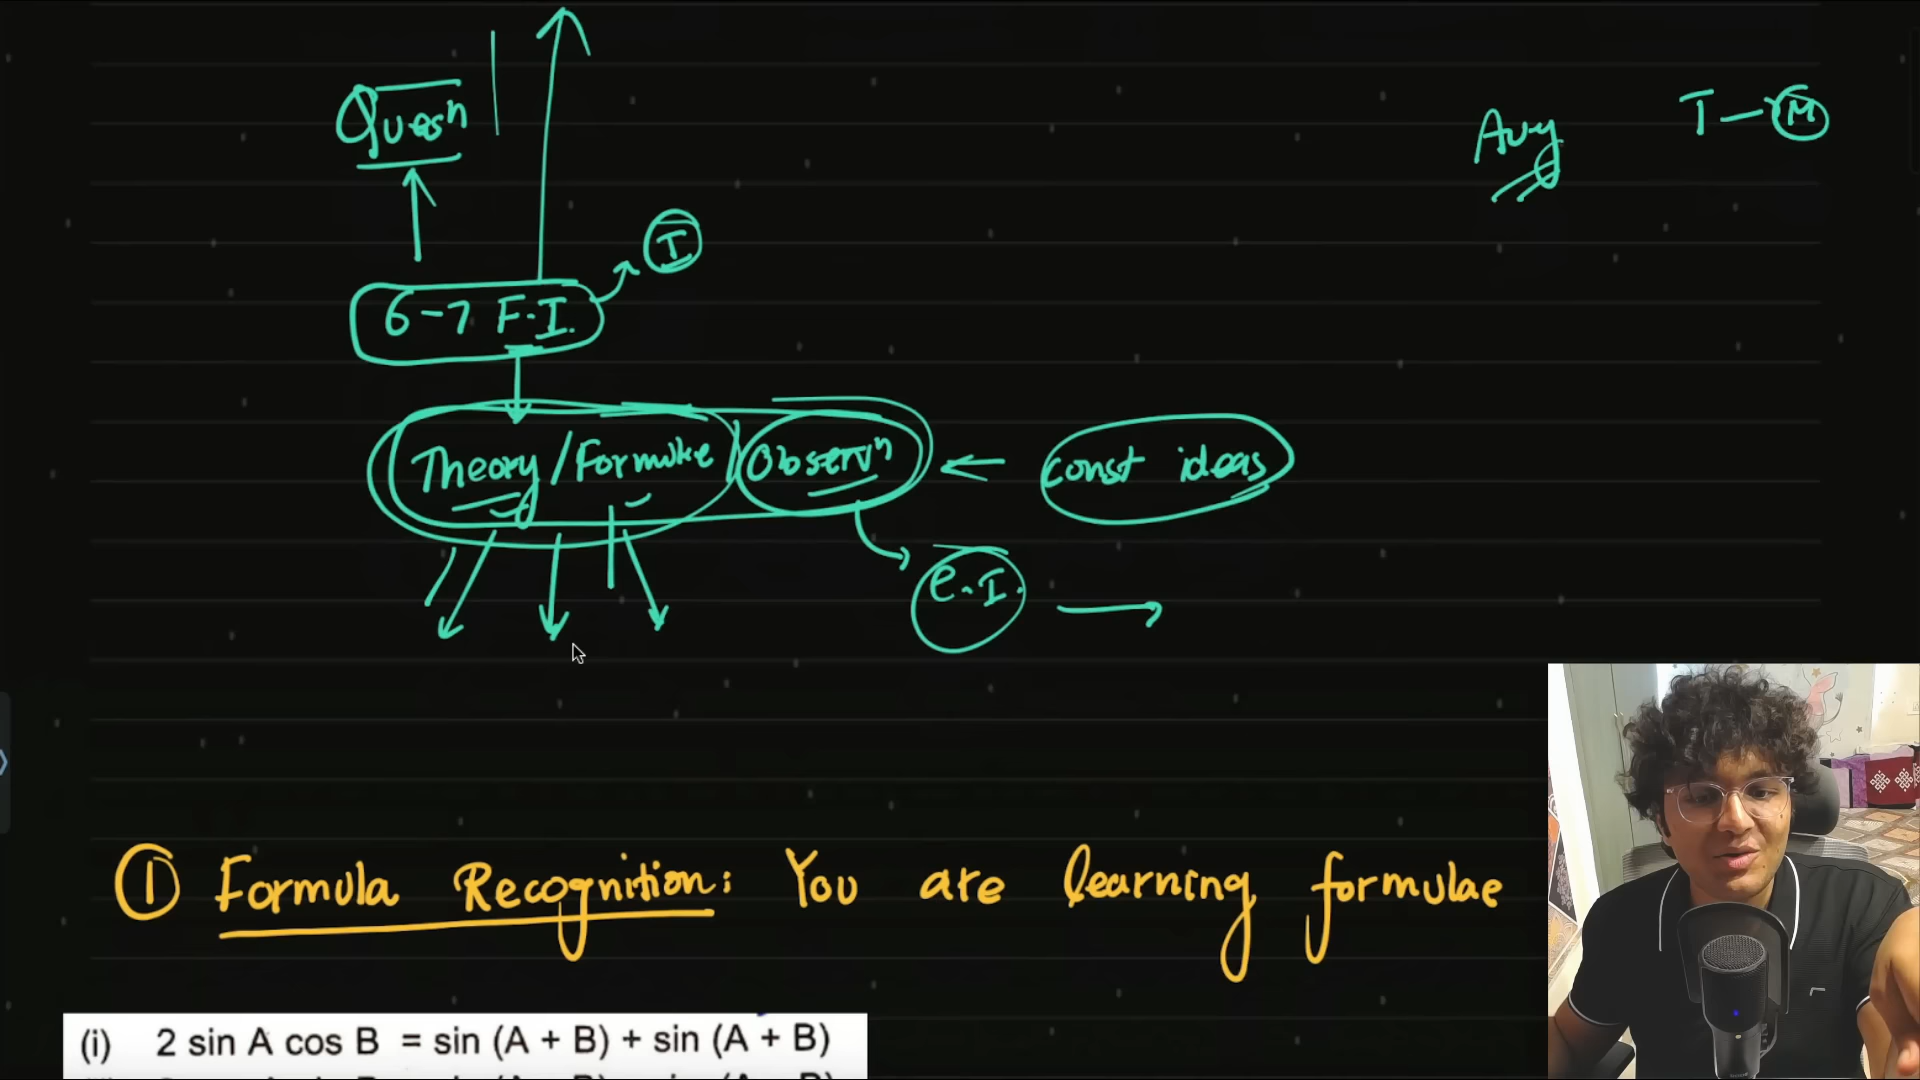 Quesn
Avg
T — M
I
6-7 F.I.
Theory / Formulae
Observn
const ideas
e.I.
① Formula Recognition: You are learning formulae
(i) 2 sin A cos B = sin (A + B) + sin (A + B)